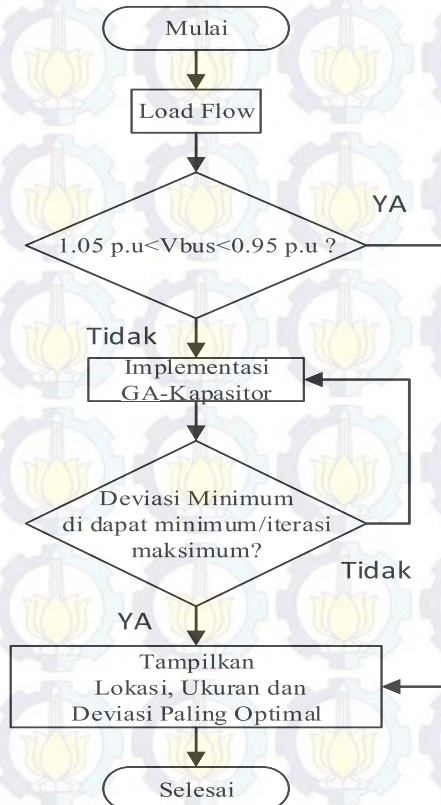 Mulai
Load Flow
1.05 p.u<Vbus<0.95 p.u ?
YA
Tidak
Implementasi
GA-Kapasitor
Deviasi Minimum
di dapat minimum/iterasi
maksimum?
Tidak
YA
Tampilkan
Lokasi, Ukuran dan
Deviasi Paling Optimal
Selesai